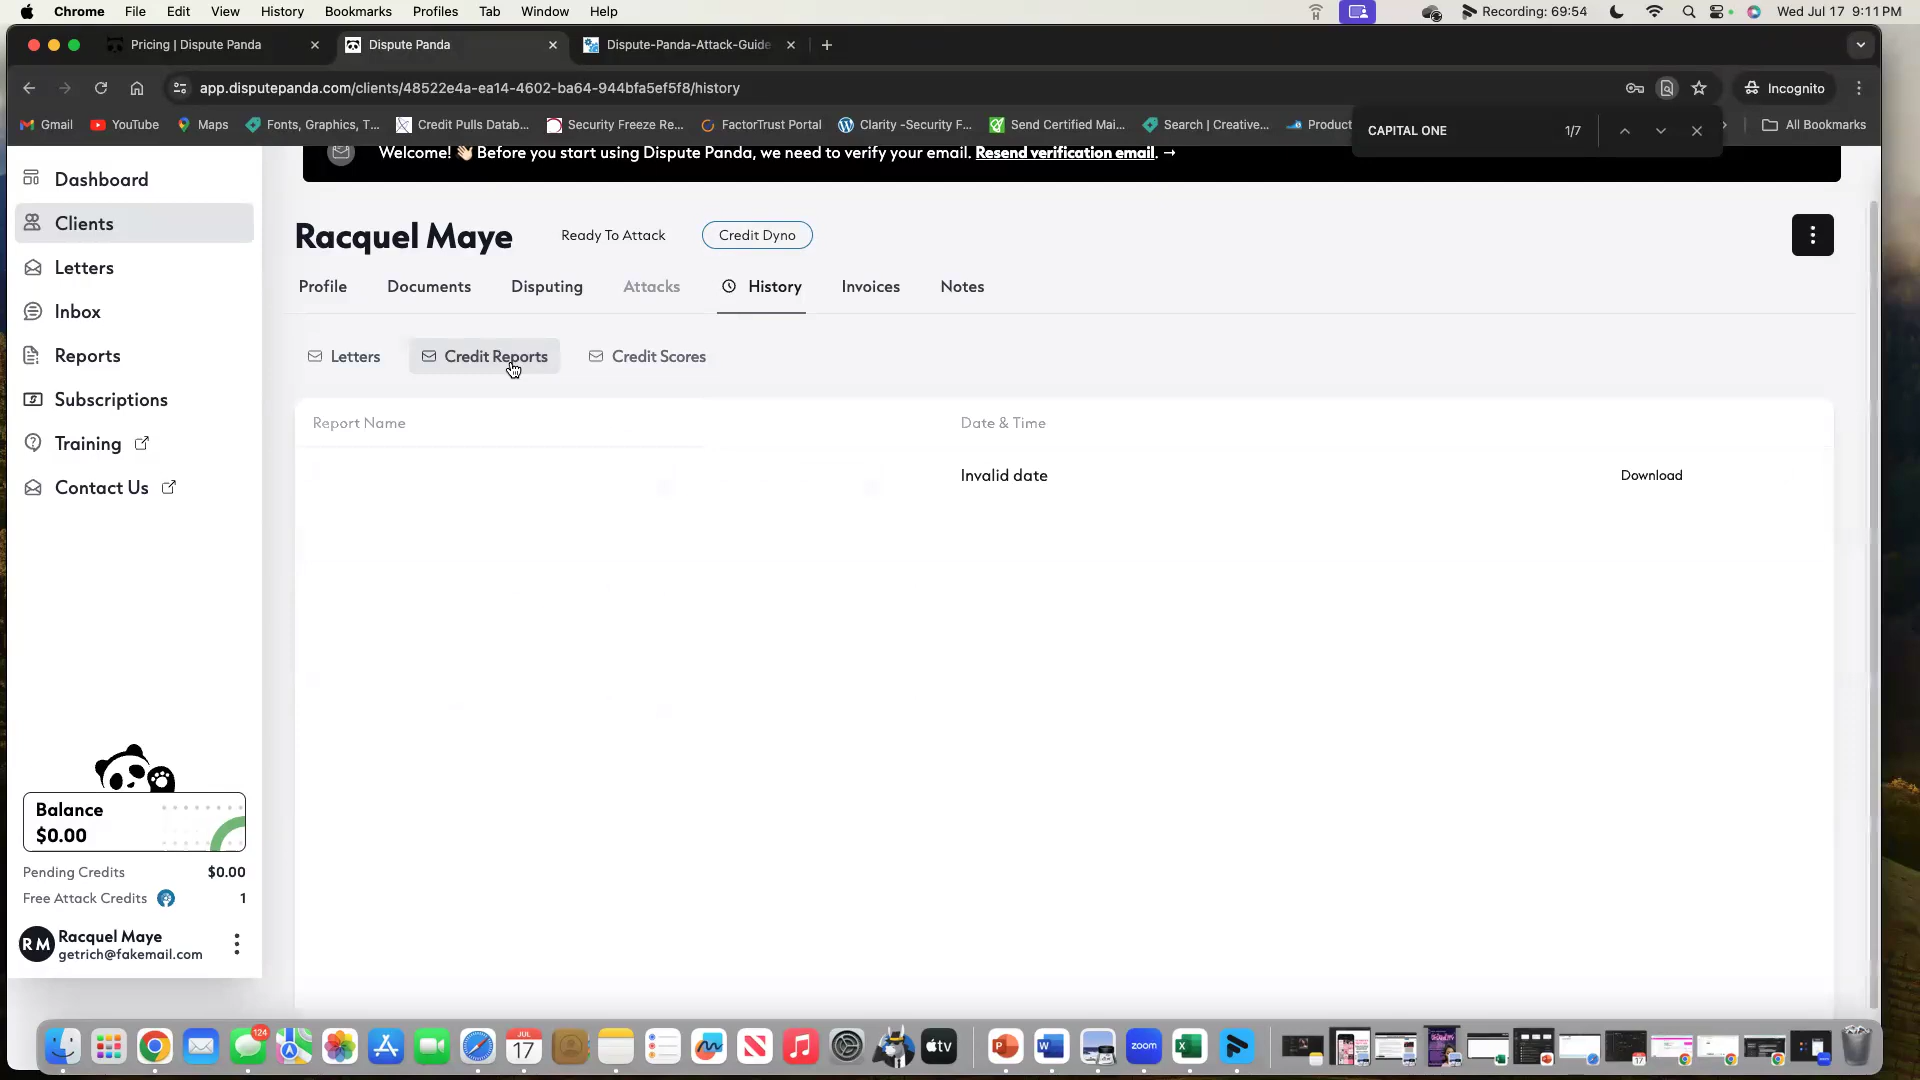 Chrome File Edit View History Bookmarks Profiles Tab Window Help Recording: 69:54 Wed Jul 17 9:11 PM
Pricing | Dispute Panda Dispute Panda Dispute-Panda-Attack-Guide
app.disputepanda.com/clients/48522e4a-ea14-4602-ba64-944bfa5ef5f8/history Incognito
Gmail YouTube Maps Fonts, Graphics, T... Credit Pulls Datab... Security Freeze Re... FactorTrust Portal Clarity -Security F... Send Certified Mai... Search | Creative... Product All Bookmarks
CAPITAL ONE 1/7
Welcome! 👋🏻 Before you start using Dispute Panda, we need to verify your email. Resend verification email. →
Dashboard
Clients
Letters
Inbox
Reports
Subscriptions
Training
Contact Us
Racquel Maye Ready To Attack Credit Dyno
Profile Documents Disputing Attacks History Invoices Notes
Letters Credit Reports Credit Scores
Report Name Date & Time
Invalid date Download
Balance
$0.00
Pending Credits $0.00
Free Attack Credits 1
RM Racquel Maye
getrich@fakemail.com
124
JUL
17
tv
zoom